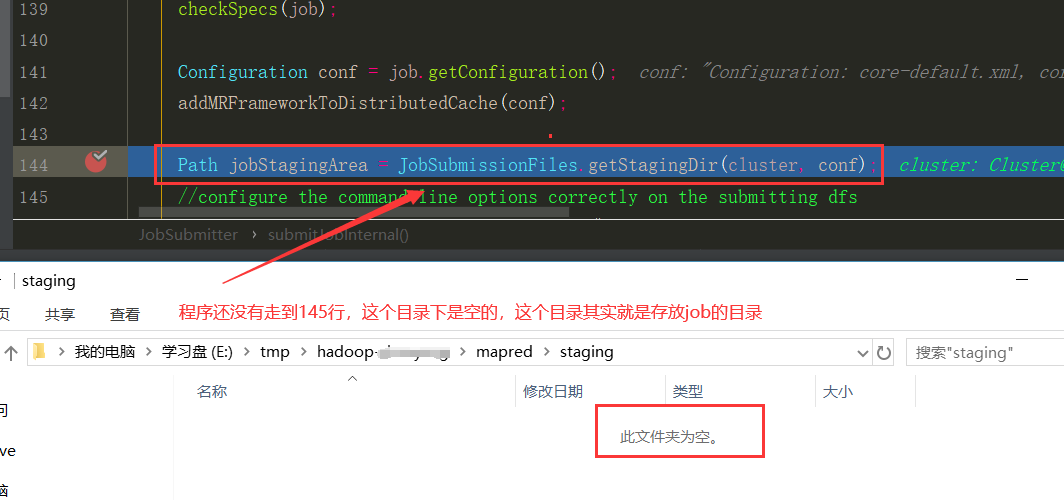 139 checkSpecs(job);
140
141 Configuration conf = job.getConfiguration(); conf: "Configuration: core-default.xml, cor
142 addMRFrameworkToDistributedCache(conf);
143
144 Path jobStagingArea = JobSubmissionFiles.getStagingDir(cluster, conf); cluster: Cluster@
145 //configure the command line options correctly on the submitting dfs
JobSubmitter › submitJobInternal()
staging
页 共享 查看
程序还没有走到145行，这个目录下是空的，这个目录其实就是存放job的目录
我的电脑 › 学习盘 (E:) › tmp › hadoop- › mapred › staging
搜索"staging"
名称 修改日期 类型 大小
问
此文件夹为空。
ve
脑